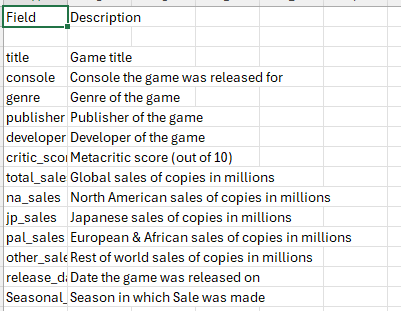 Field Description
title Game title
console Console the game was released for
genre Genre of the game
publisher Publisher of the game
developer Developer of the game
critic_scor Metacritic score (out of 10)
total_sale Global sales of copies in millions
na_sales North American sales of copies in millions
jp_sales Japanese sales of copies in millions
pal_sales European & African sales of copies in millions
other_sale Rest of world sales of copies in millions
release_da Date the game was released on
Seasonal_ Season in which Sale was made